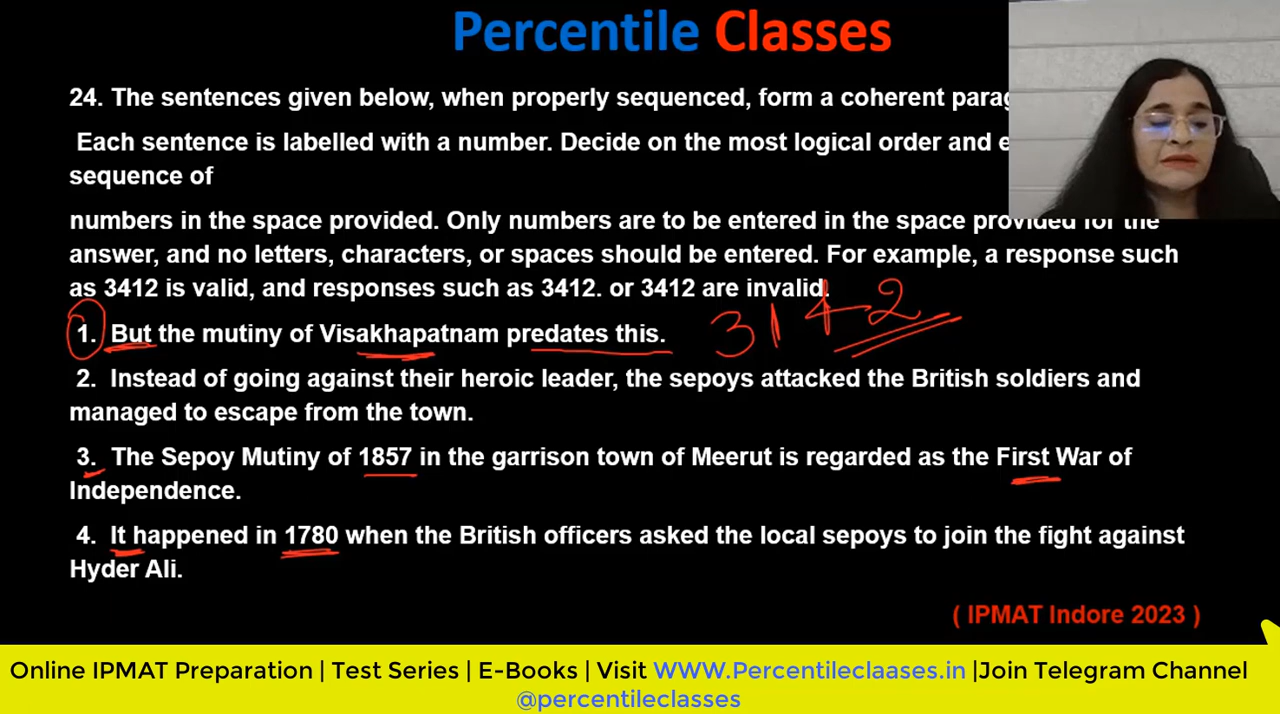 Percentile Classes
24. The sentences given below, when properly sequenced, form a coherent
Each sentence is labelled with a number. Decide on the most logical order and
sequence of
numbers in the space provided. Only numbers are to be entered in the space provided for the
answer, and no letters, characters, or spaces should be entered. For example, a response such
as 3412 is valid, and responses such as 3412. or 3412 are invalid.
1. But the mutiny of Visakhapatnam predates this. 3142
2. Instead of going against their heroic leader, the sepoys attacked the British soldiers and
managed to escape from the town.
3. The Sepoy Mutiny of 1857 in the garrison town of Meerut is regarded as the First War of
Independence.
4. It happened in 1780 when the British officers asked the local sepoys to join the fight against
Hyder Ali.
( IPMAT Indore 2023 )
Online IPMAT Preparation | Test Series | E-Books | Visit WWW.Percentileclaases.in |Join Telegram Channel
@percentileclasses